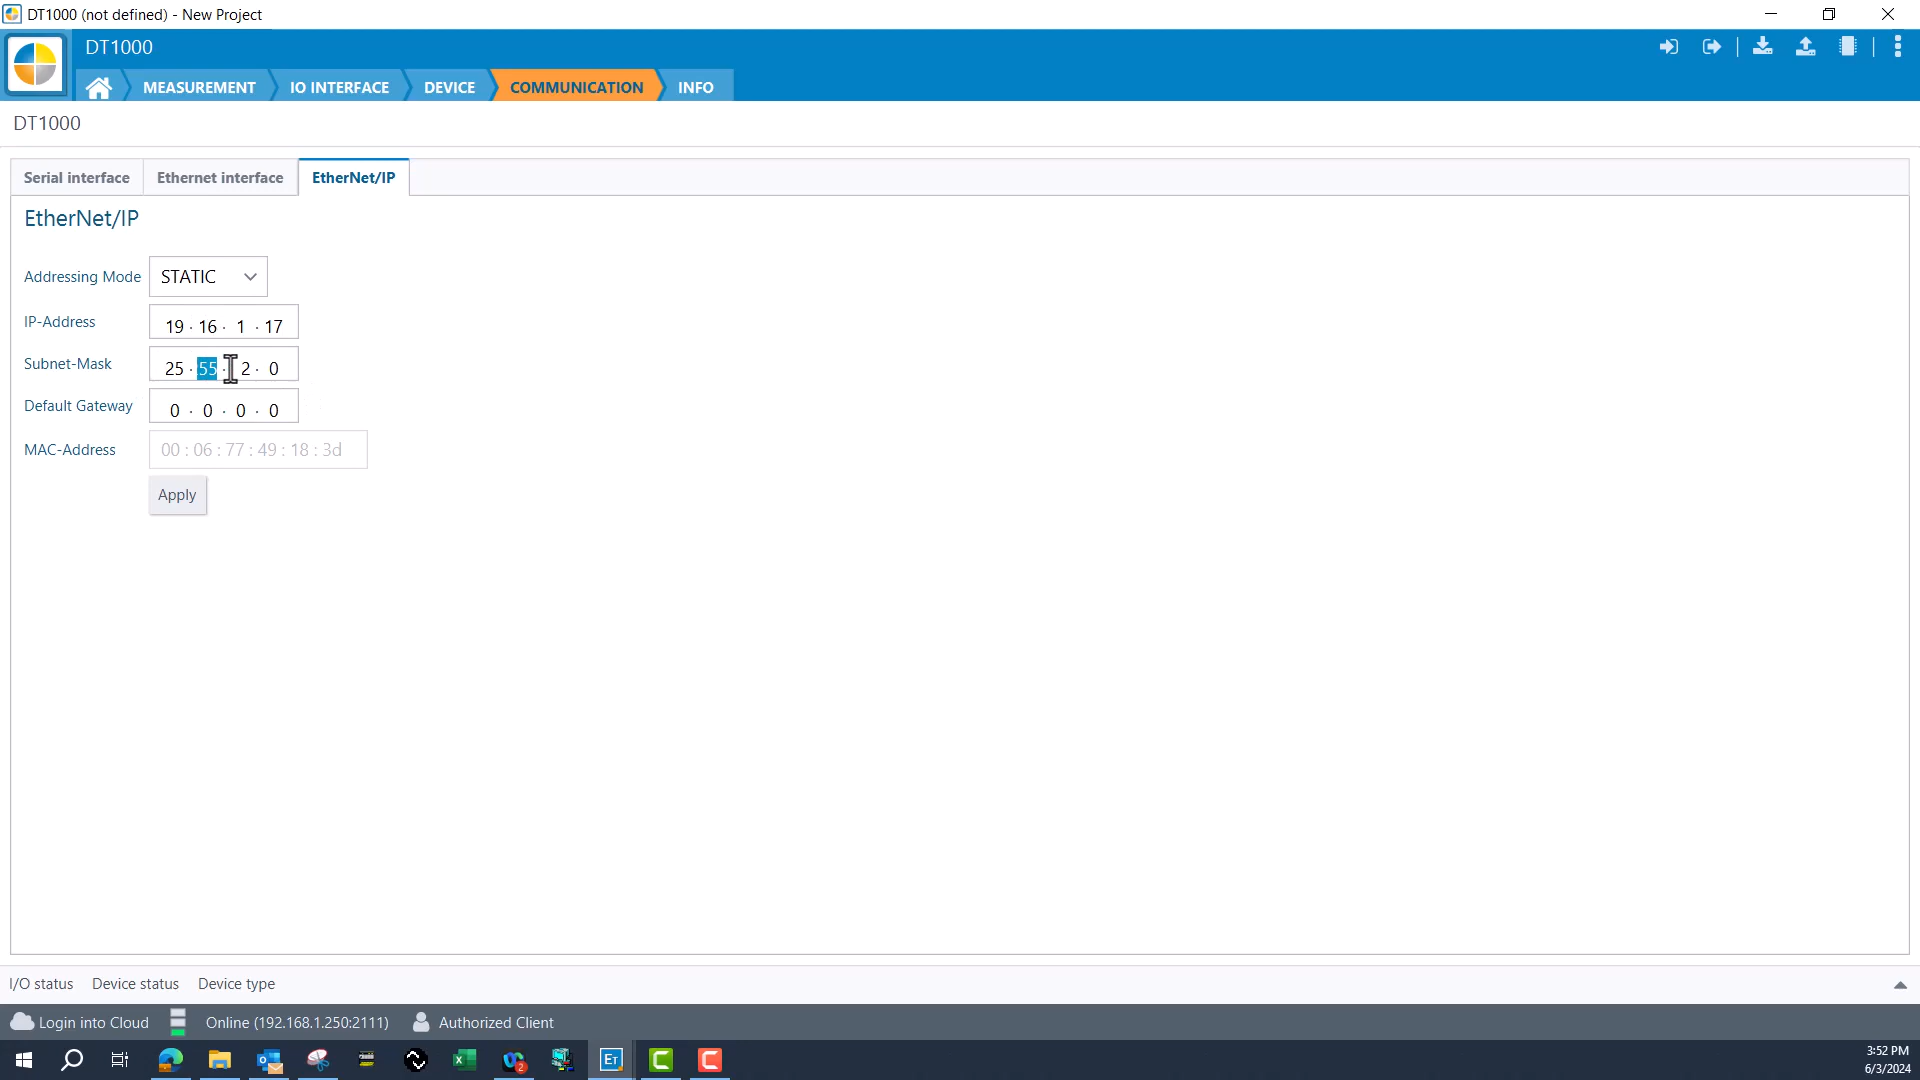 DT1000 (not defined) - New Project
DT1000
MEASUREMENT
IO INTERFACE
DEVICE
COMMUNICATION
INFO
DT1000
Serial interface
Ethernet interface
EtherNet/IP
EtherNet/IP
Addressing Mode STATIC
IP-Address 19 . 16 . 1 . 17
Subnet-Mask 25 . 55 . 2 . 0
Default Gateway 0 . 0 . 0 . 0
MAC-Address 00 : 06 : 77 : 49 : 18 : 3d
Apply
I/O status Device status Device type
Login into Cloud Online (192.168.1.250:2111) Authorized Client
2
ET
3:52 PM
6/3/2024